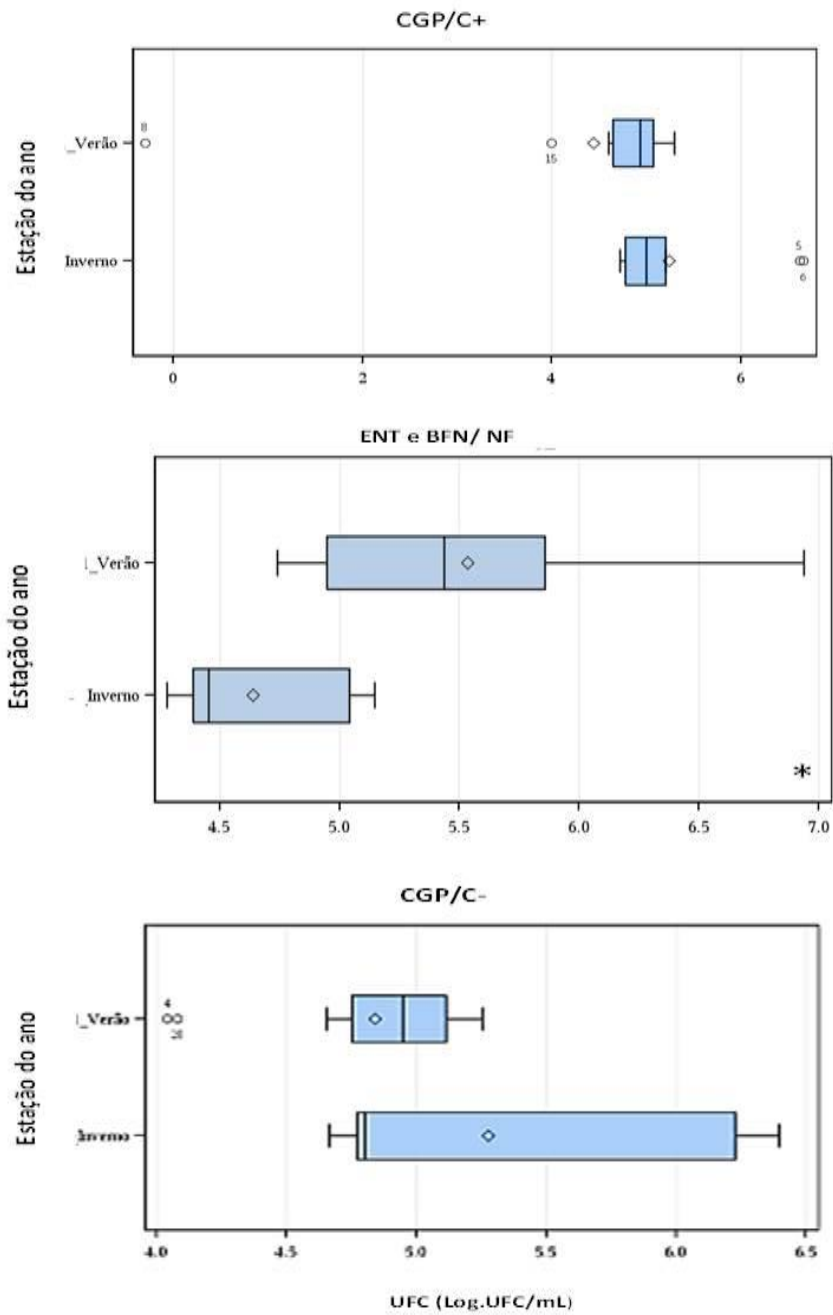 CGP/C+
Estação do ano
_Verão
8
15
Inverno
5
6
0 2 4 6
ENT e BFN/ NF
Estação do ano
_Verão
_Inverno
*
4.5 5.0 5.5 6.0 6.5 7.0
CGP/C-
Estação do ano
_Verão
4
Inverno
4.0 4.5 5.0 5.5 6.0 6.5
UFC (Log.UFC/mL)